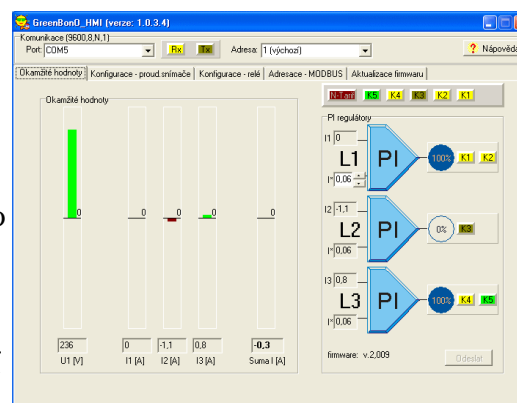 GreenBonO_HMI (verze: 1.0.3.4)
Komunikace (9600,8,N,1)
Port: COM5 Rx Tx Adresa: 1 (výchozí) ? Nápověda
Okamžité hodnoty Konfigurace - proud.snímače Konfigurace - relé Adresace - MODBUS Aktualizace firmwaru
Okamžité hodnoty
N-Tarif K5 K4 K3 K2 K1
PI regulátory
I1 0
L1 PI 100% K1 K2
I* 0,06
0 0 0 0 0
I2 -1,1
L2 PI 0% K3
I* 0,06
I3 0,8
L3 PI 100% K4 K5
I* 0,06
236 0 -1,1 0,8 -0,3
U1 [V] I1 [A] I2 [A] I3 [A] Suma I [A]
firmware: v.2,009 Odeslat